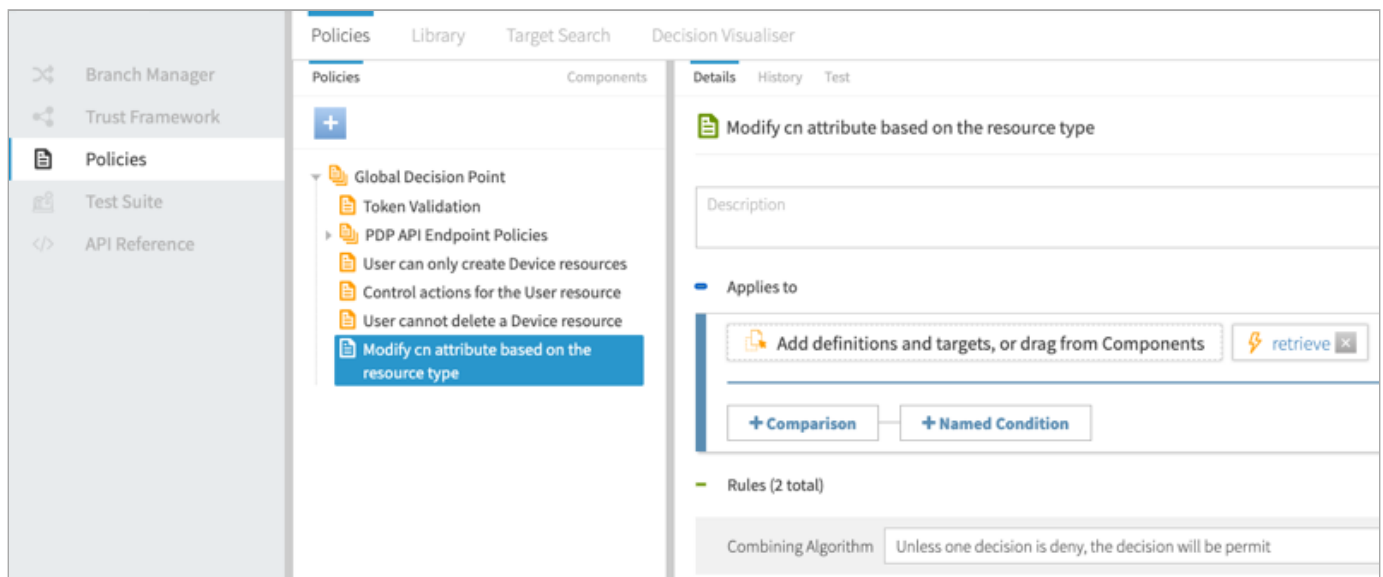 Policies Library Target Search Decision Visualiser
Branch Manager
Trust Framework
Policies
Test Suite
API Reference
Policies Components
+
Global Decision Point
Token Validation
PDP API Endpoint Policies
User can only create Device resources
Control actions for the User resource
User cannot delete a Device resource
Modify cn attribute based on the
resource type
Details History Test
Modify cn attribute based on the resource type
Description
Applies to
Add definitions and targets, or drag from Components retrieve
+ Comparison + Named Condition
Rules (2 total)
Combining Algorithm Unless one decision is deny, the decision will be permit